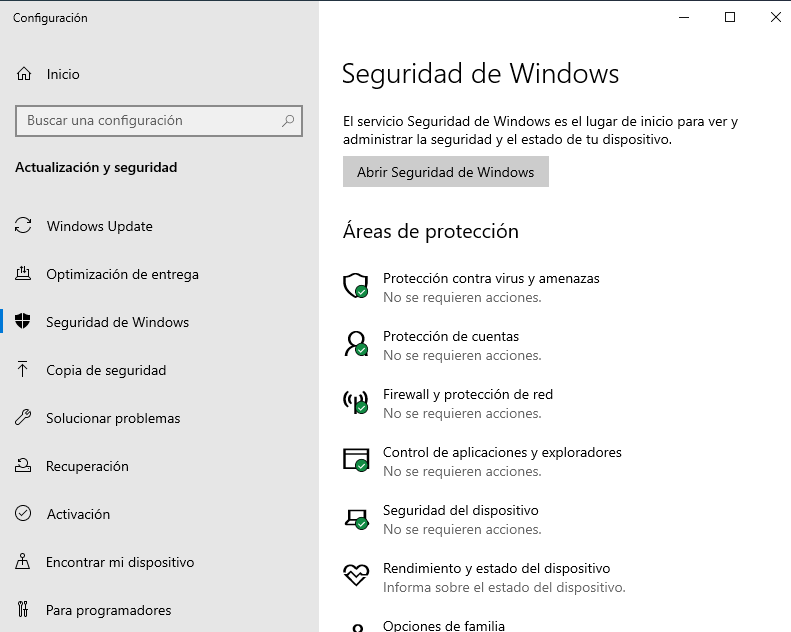 Configuración
Inicio
Buscar una configuración
Actualización y seguridad
Windows Update
Optimización de entrega
Seguridad de Windows
Copia de seguridad
Solucionar problemas
Recuperación
Activación
Encontrar mi dispositivo
Para programadores
Seguridad de Windows
El servicio Seguridad de Windows es el lugar de inicio para ver y
administrar la seguridad y el estado de tu dispositivo.
Abrir Seguridad de Windows
Áreas de protección
Protección contra virus y amenazas
No se requieren acciones.
Protección de cuentas
No se requieren acciones.
Firewall y protección de red
No se requieren acciones.
Control de aplicaciones y exploradores
No se requieren acciones.
Seguridad del dispositivo
No se requieren acciones.
Rendimiento y estado del dispositivo
Informa sobre el estado del dispositivo.
Opciones de familia